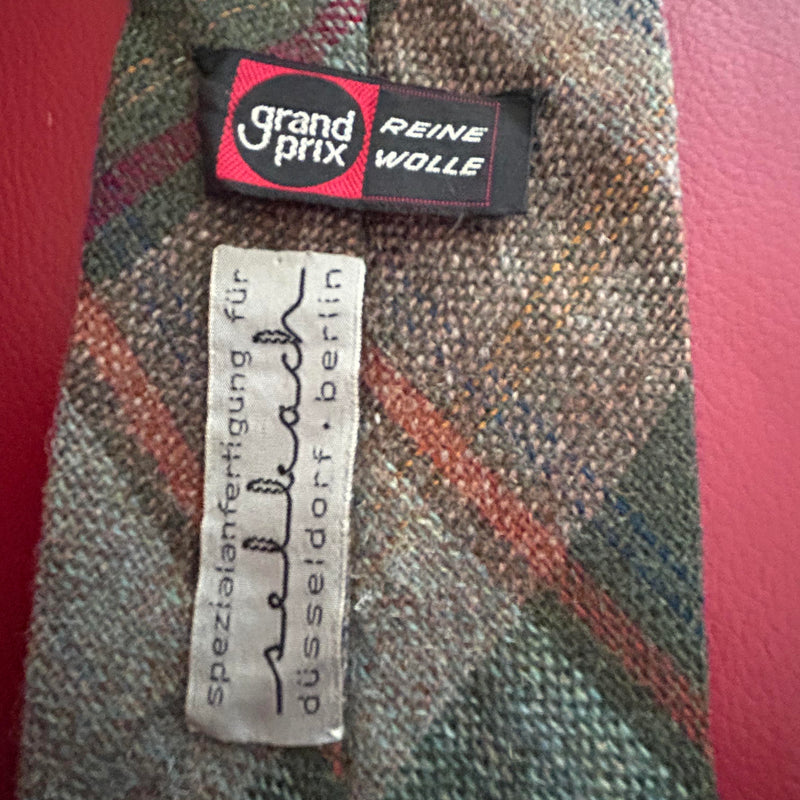 grand
prix
REINE
WOLLE
spezialanfertigung für
selbach
düsseldorf · berlin